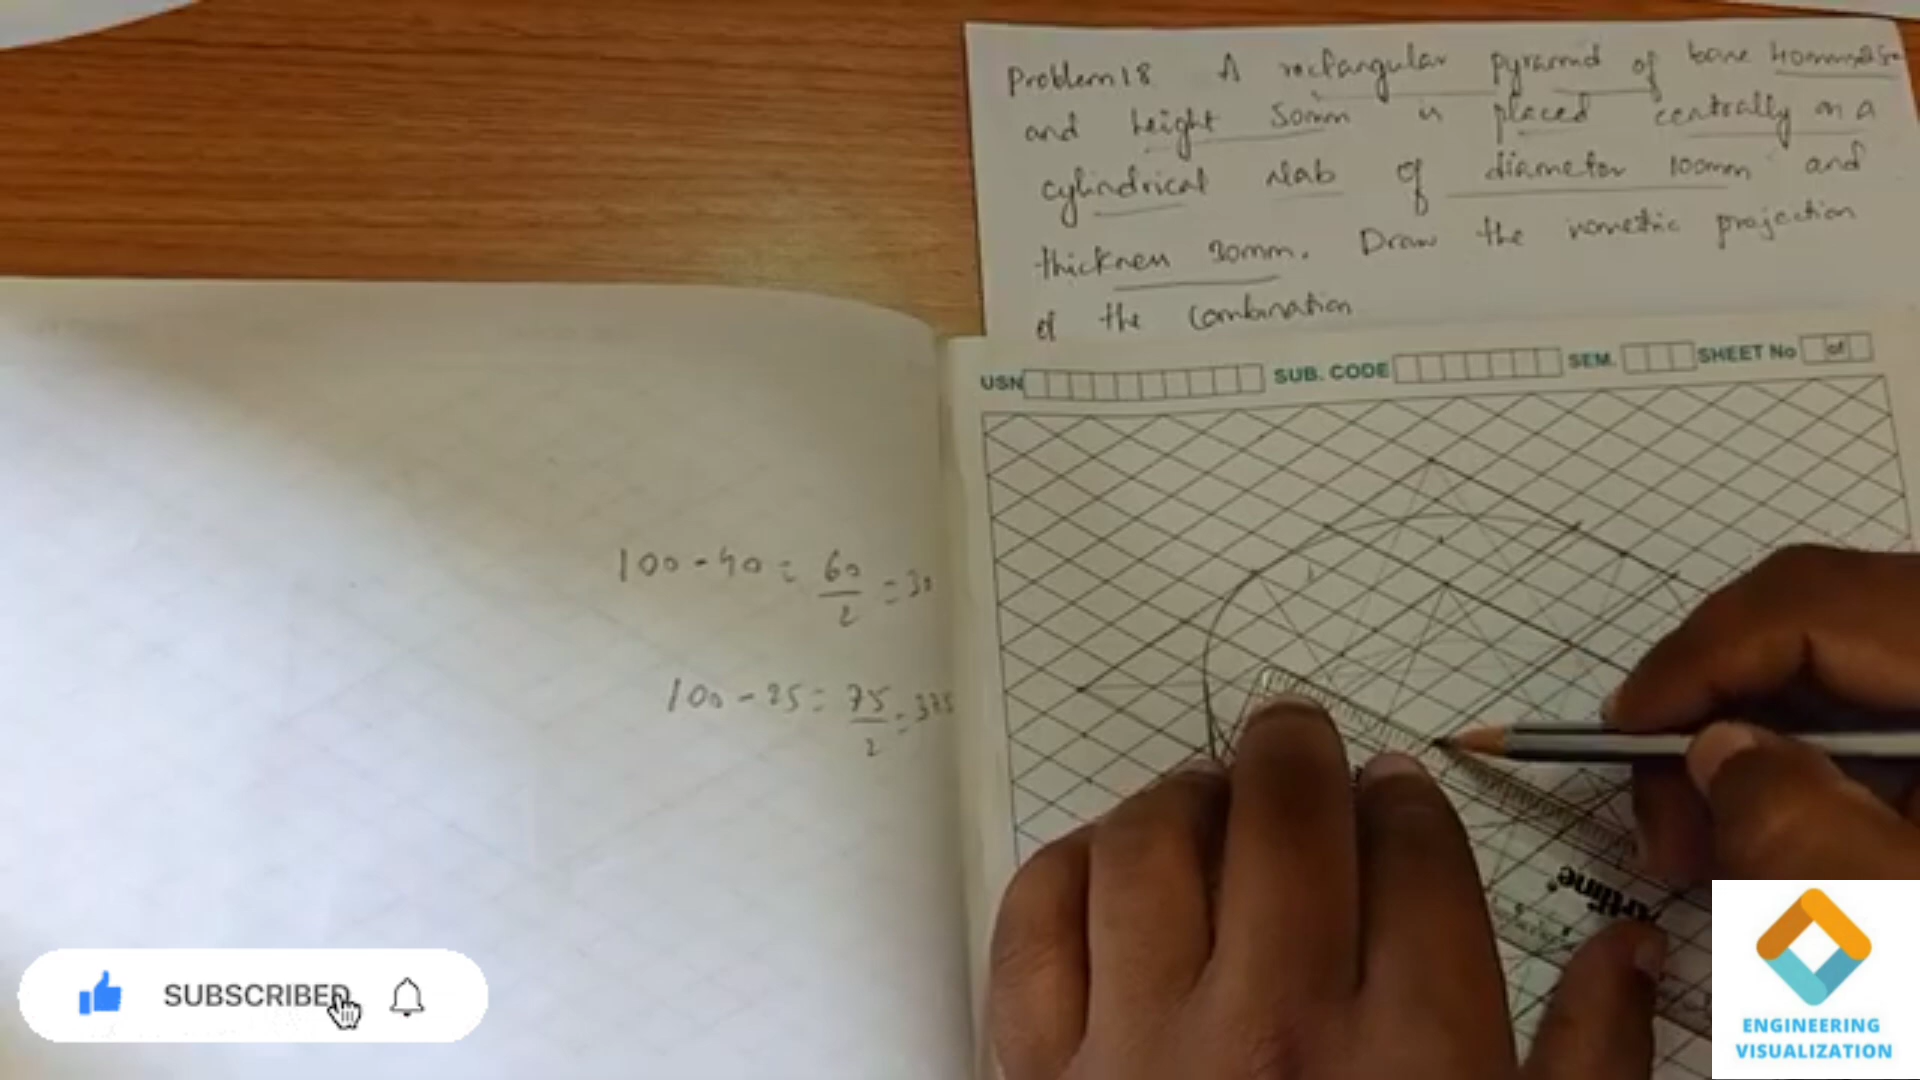 Problem 18 A rectangular pyramid of base 40mmx25
and height 50mm is placed centrally on a
cylindrical slab of diameter 100mm and
thickness 30mm. Draw the isometric projection
of the combination
USN SUB. CODE SEM. SHEET No of
100-40 = 60/2 = 30
100-25 = 75/2 = 37.5
artline
SUBSCRIBED
ENGINEERING
VISUALIZATION